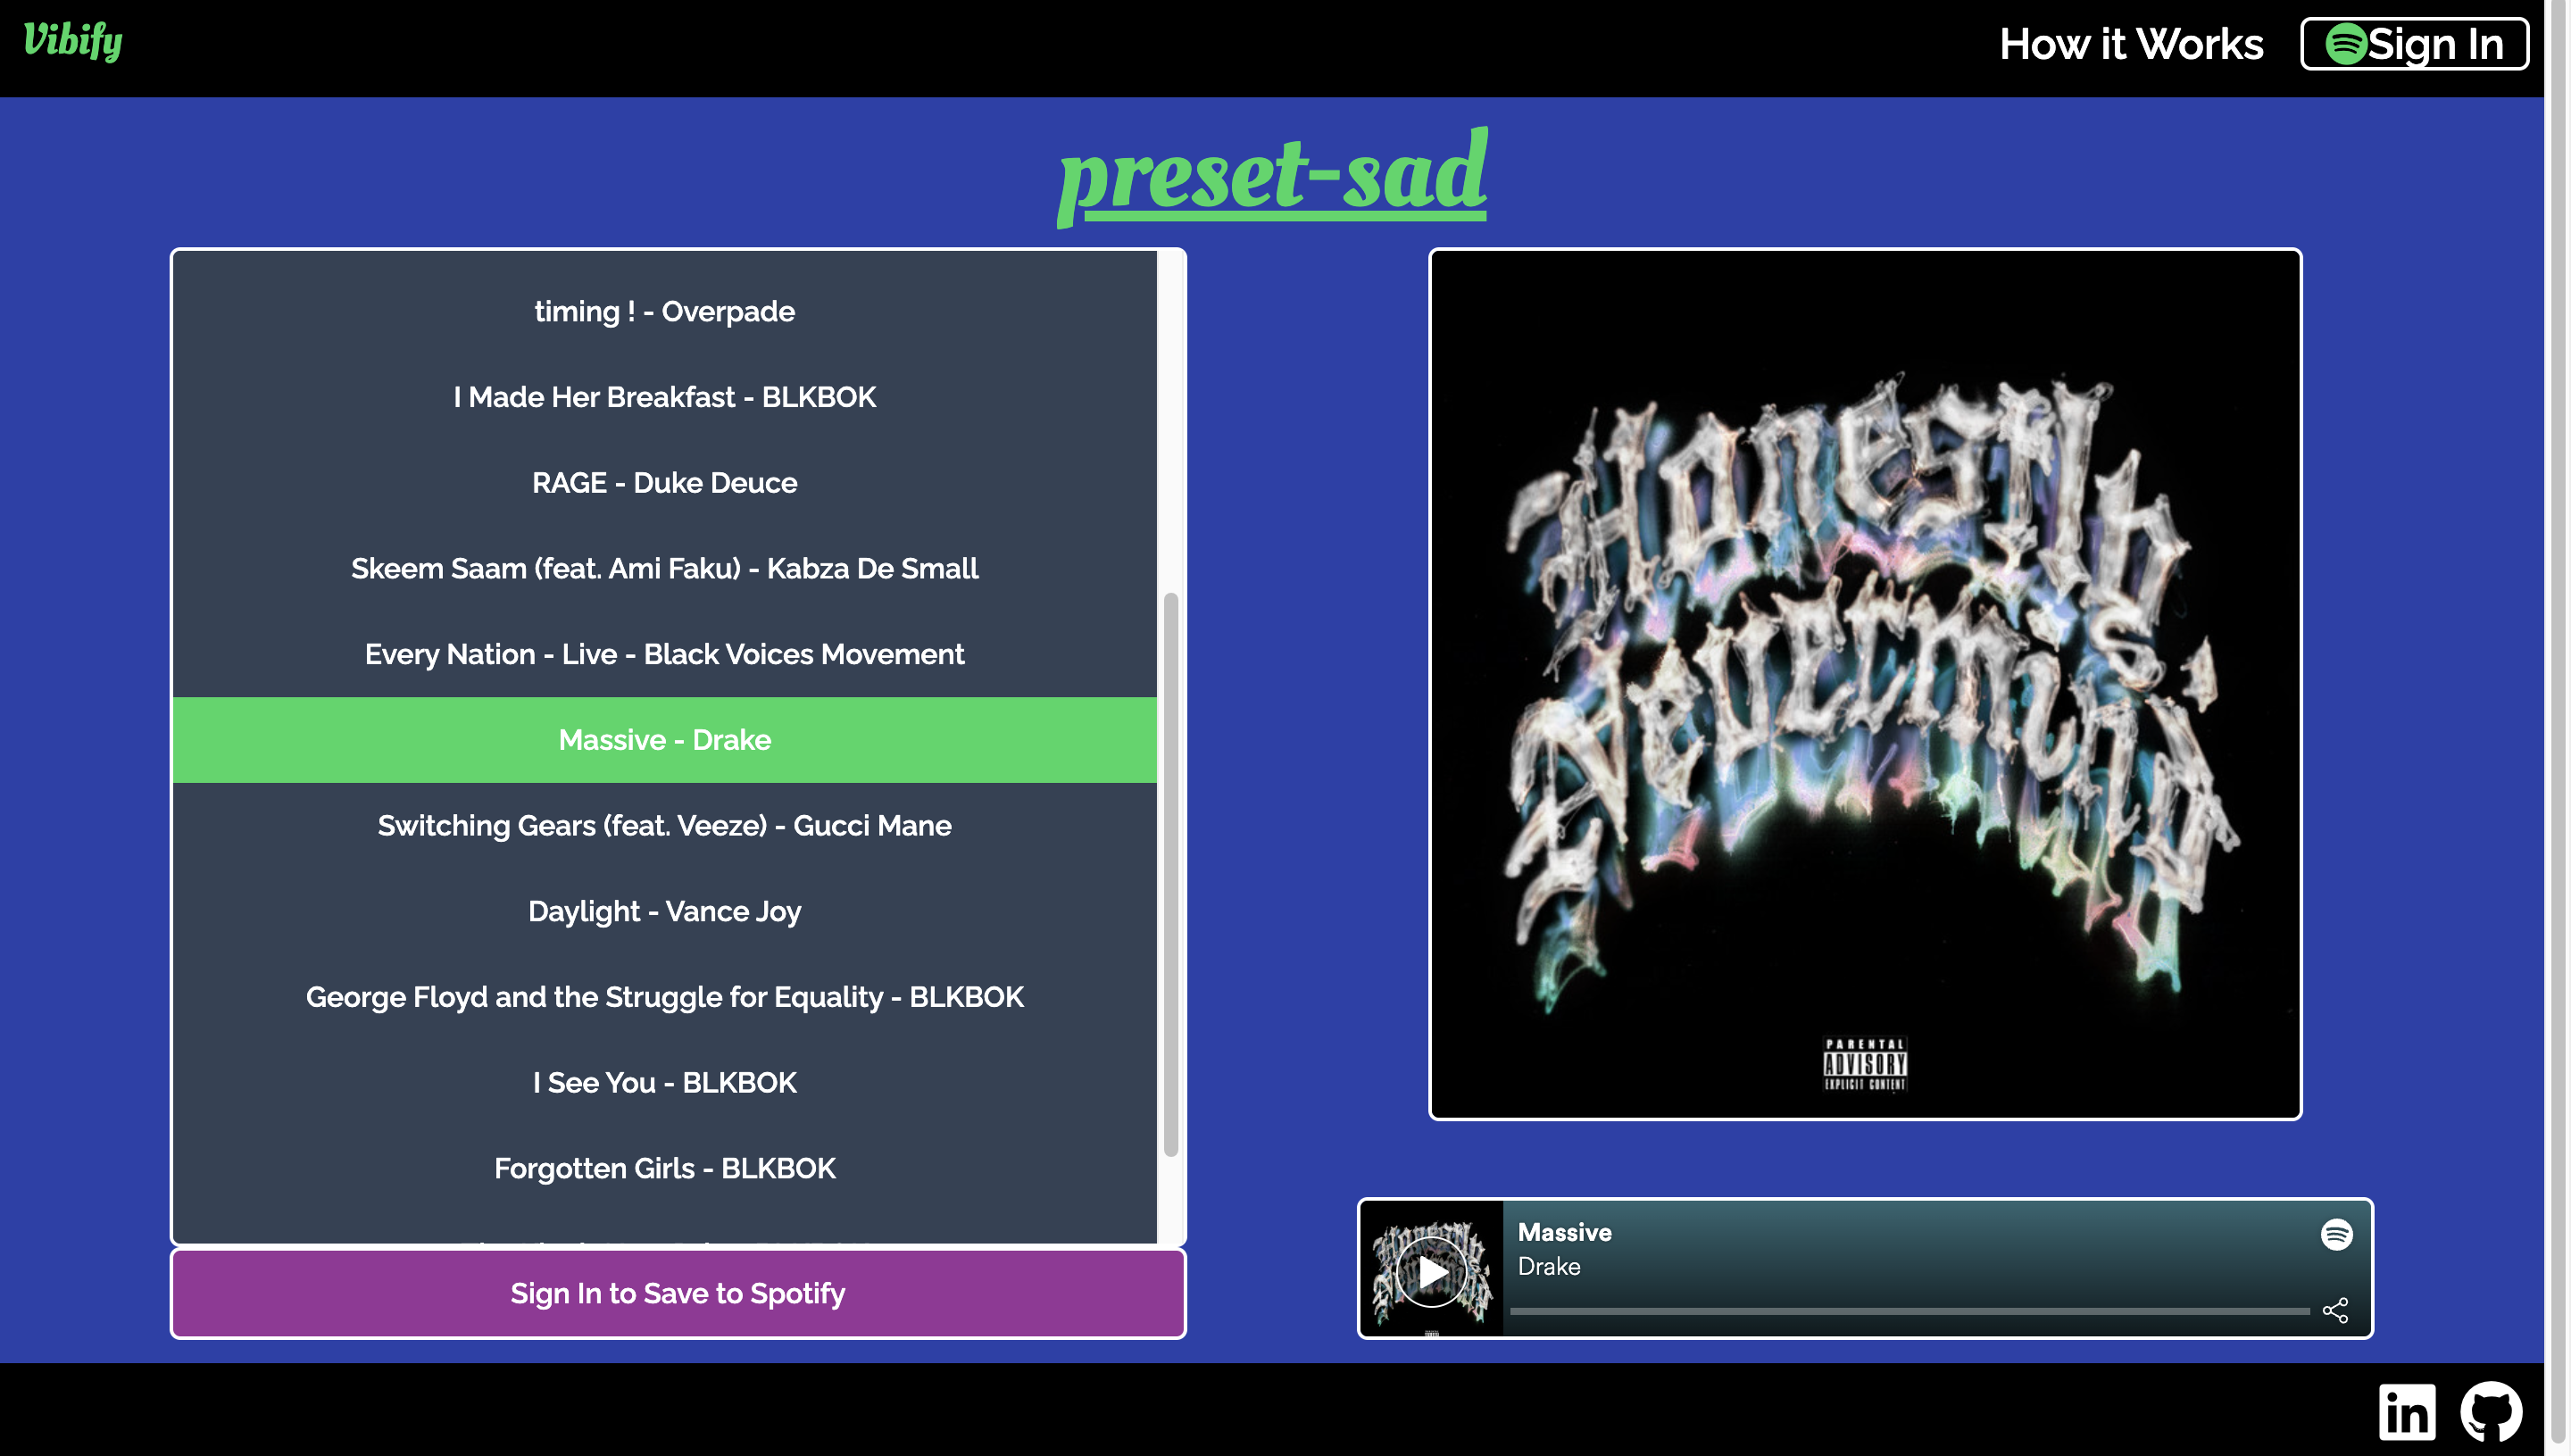 Vibify
How it Works
Sign In
preset-sad
timing ! - Overpade
I Made Her Breakfast - BLKBOK
RAGE - Duke Deuce
Skeem Saam (feat. Ami Faku) - Kabza De Small
Every Nation - Live - Black Voices Movement
Massive - Drake
Switching Gears (feat. Veeze) - Gucci Mane
Daylight - Vance Joy
George Floyd and the Struggle for Equality - BLKBOK
I See You - BLKBOK
Forgotten Girls - BLKBOK
Sign In to Save to Spotify
Honestly,
Nevermind
PARENTAL
ADVISORY
EXPLICIT CONTENT
Massive
Drake
in